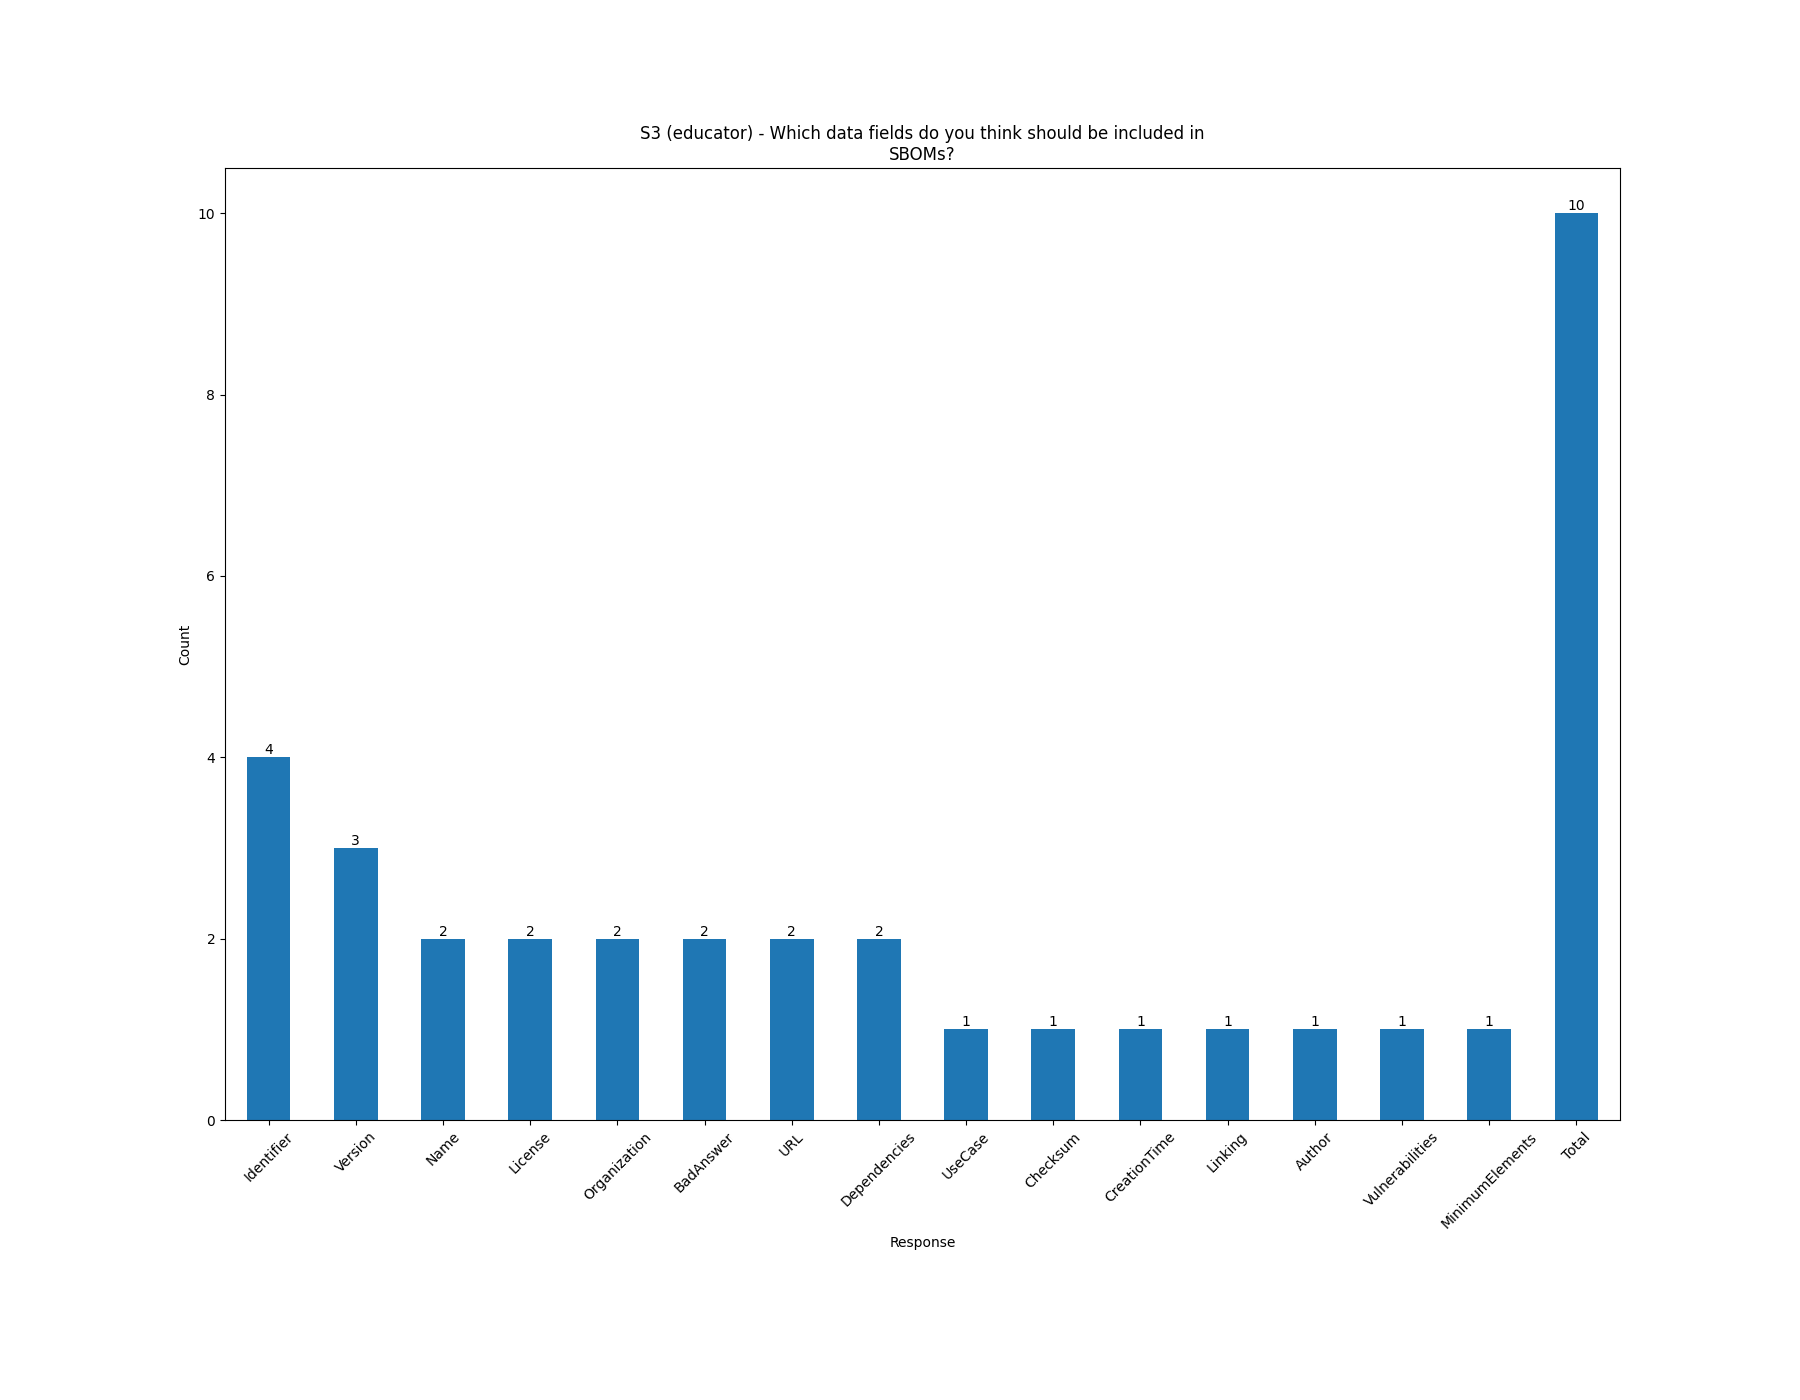 S3 (educator) - Which data fields do you think should be included in
SBOMs?
10
8
6
4
2
0
Count
4
3
2
2
2
2
2
2
1
1
1
1
1
1
1
10
Identifier
Version
Name
License
Organization
BadAnswer
URL
Dependencies
UseCase
Checksum
CreationTime
Linking
Author
Vulnerabilities
MinimumElements
Total
Response